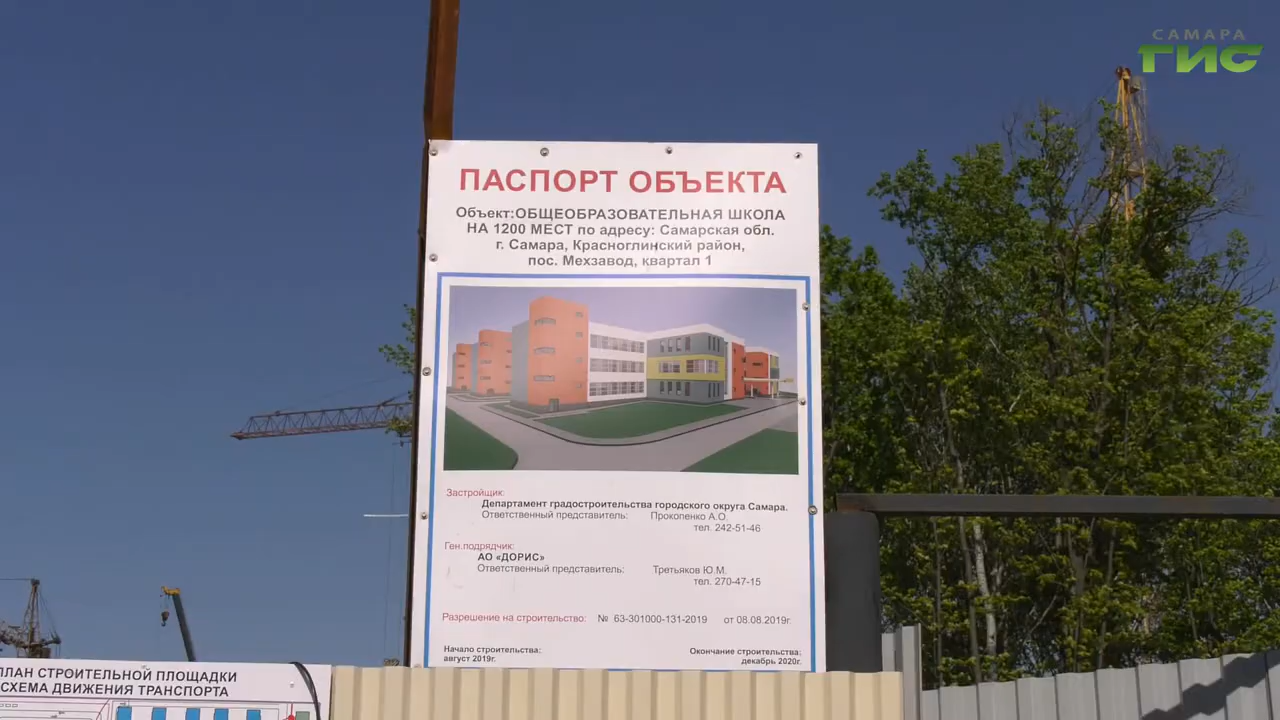 САМАРА
ГИС
ПАСПОРТ ОБЪЕКТА
Объект:ОБЩЕОБРАЗОВАТЕЛЬНАЯ ШКОЛА
НА 1200 МЕСТ по адресу: Самарская обл.
г. Самара, Красноглинский район,
пос. Мехзавод, квартал 1
Застройщик:
Департамент градостроительства городского округа Самара.
Ответственный представитель: Прокопенко А.О.
тел. 242-51-46
Ген.подрядчик:
АО «ДОРИС»
Ответственный представитель: Третьяков Ю.М.
тел. 270-47-15
Разрешение на строительство: № 63-301000-131-2019 от 08.08.2019г.
Начало строительства:
август 2019г.
Окончание строительства:
декабрь 2020г.
ПЛАН СТРОИТЕЛЬНОЙ ПЛОЩАДКИ
СХЕМА ДВИЖЕНИЯ ТРАНСПОРТА